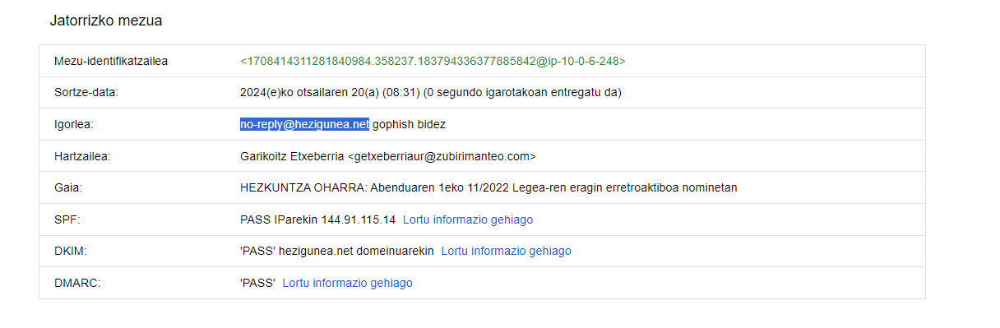 Jatorrizko mezua
Mezu-identifikatzailea <1708414311281840984.358237.183794336377885842@ip-10-0-6-248>
Sortze-data: 2024(e)ko otsailaren 20(a) (08:31) (0 segundo igarotakoan entregatu da)
Igorlea: no-reply@hezigunea.net gophish bidez
Hartzailea: Garikoitz Etxeberria <getxeberriaur@zubirimanteo.com>
Gaia: HEZKUNTZA OHARRA: Abenduaren 1eko 11/2022 Legea-ren eragin erretroaktiboa nominetan
SPF: PASS IParekin 144.91.115.14 Lortu informazio gehiago
DKIM: 'PASS' hezigunea.net domeinuarekin Lortu informazio gehiago
DMARC: 'PASS' Lortu informazio gehiago